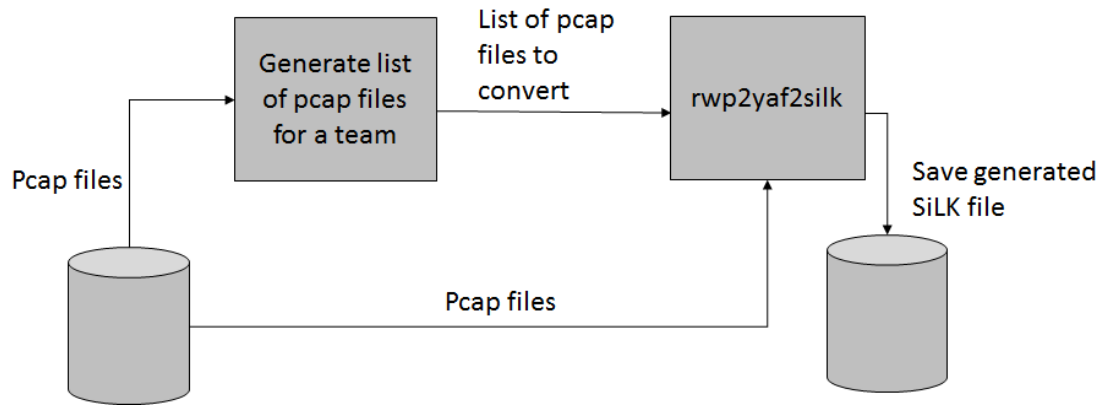 Generate list
of pcap files
for a team
List of pcap
files to
convert
rwp2yaf2silk
Pcap files
Save generated
SiLK file
Pcap files